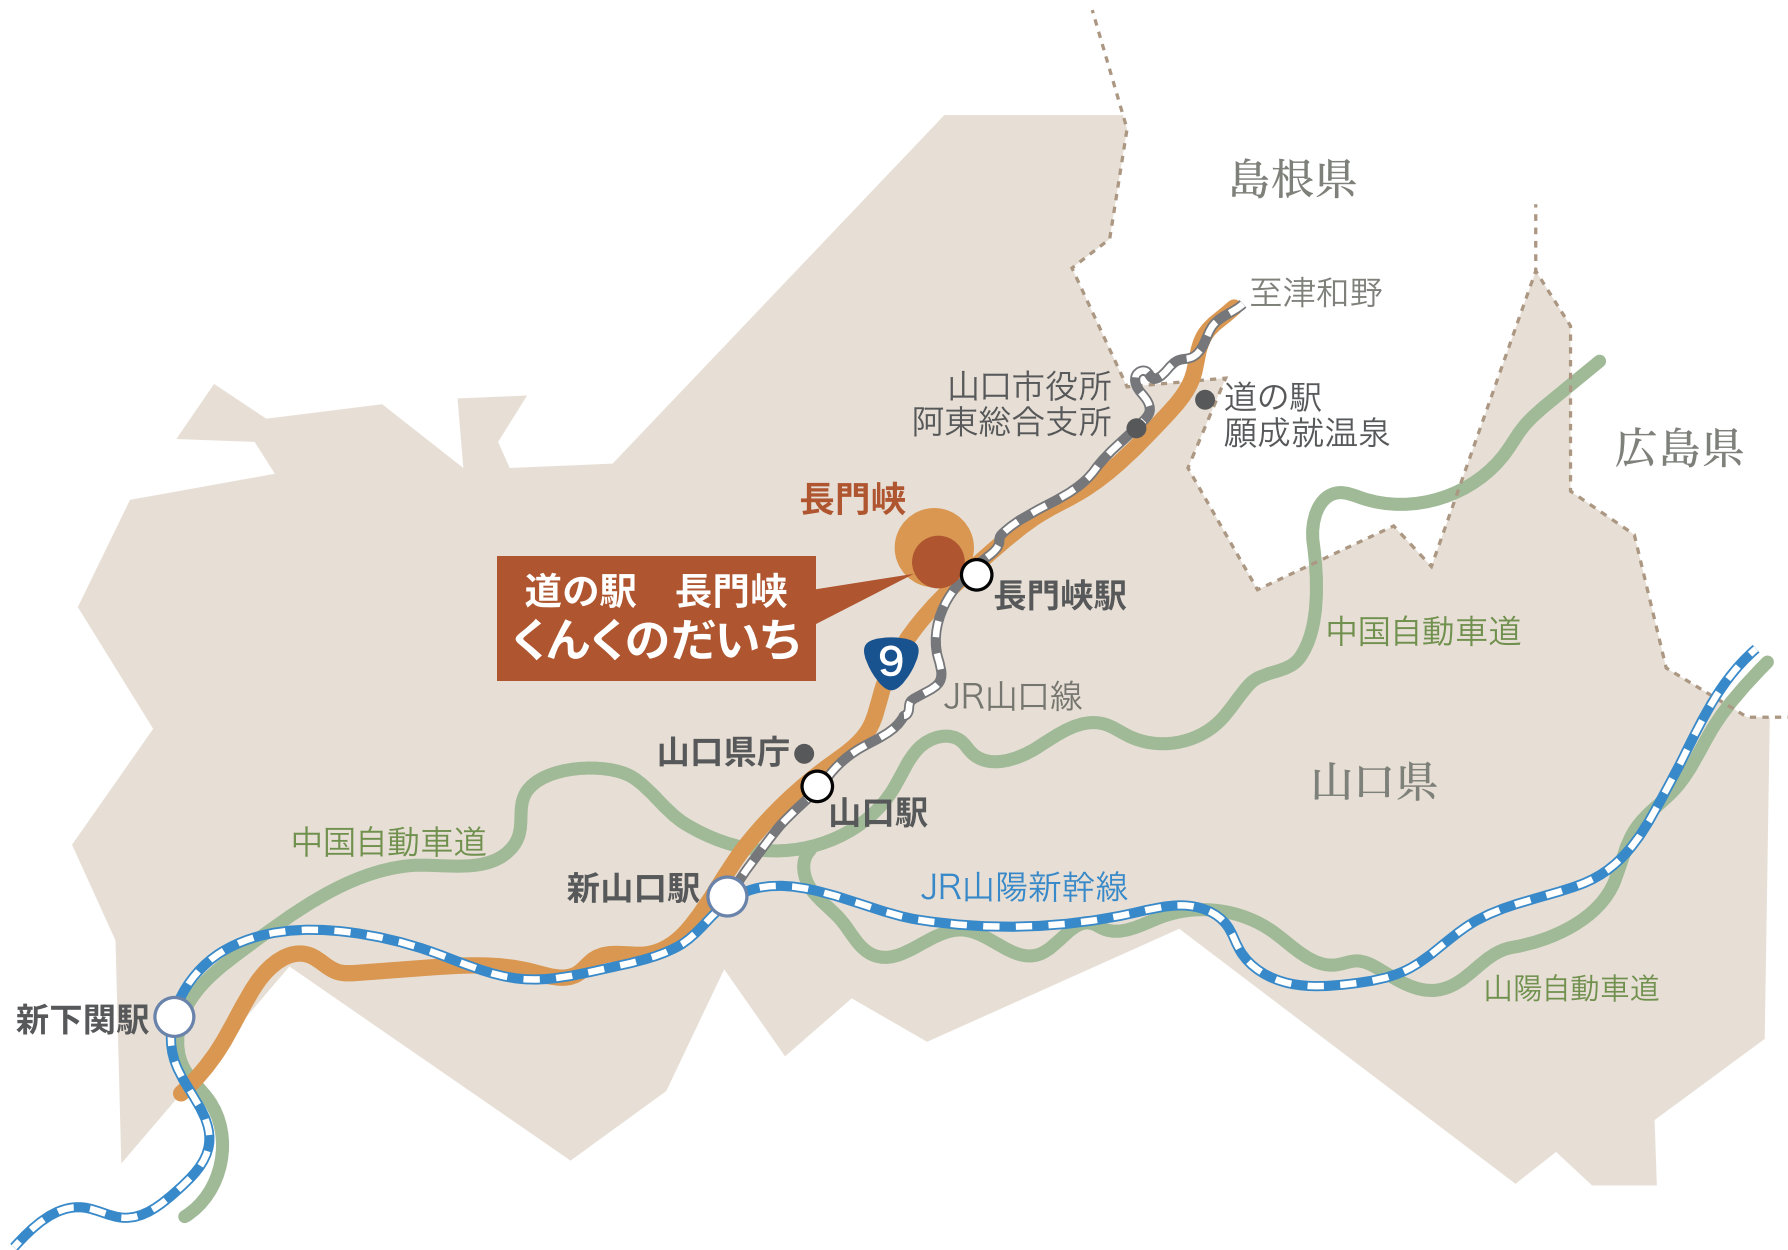 島根県
至津和野
山口市役所
阿東総合支所
道の駅
願成就温泉
広島県
長門峡
道の駅　長門峡
くんくのだいち
長門峡駅
中国自動車道
9
JR山口線
山口県庁
山口県
山口駅
中国自動車道
新山口駅
JR山陽新幹線
山陽自動車道
新下関駅